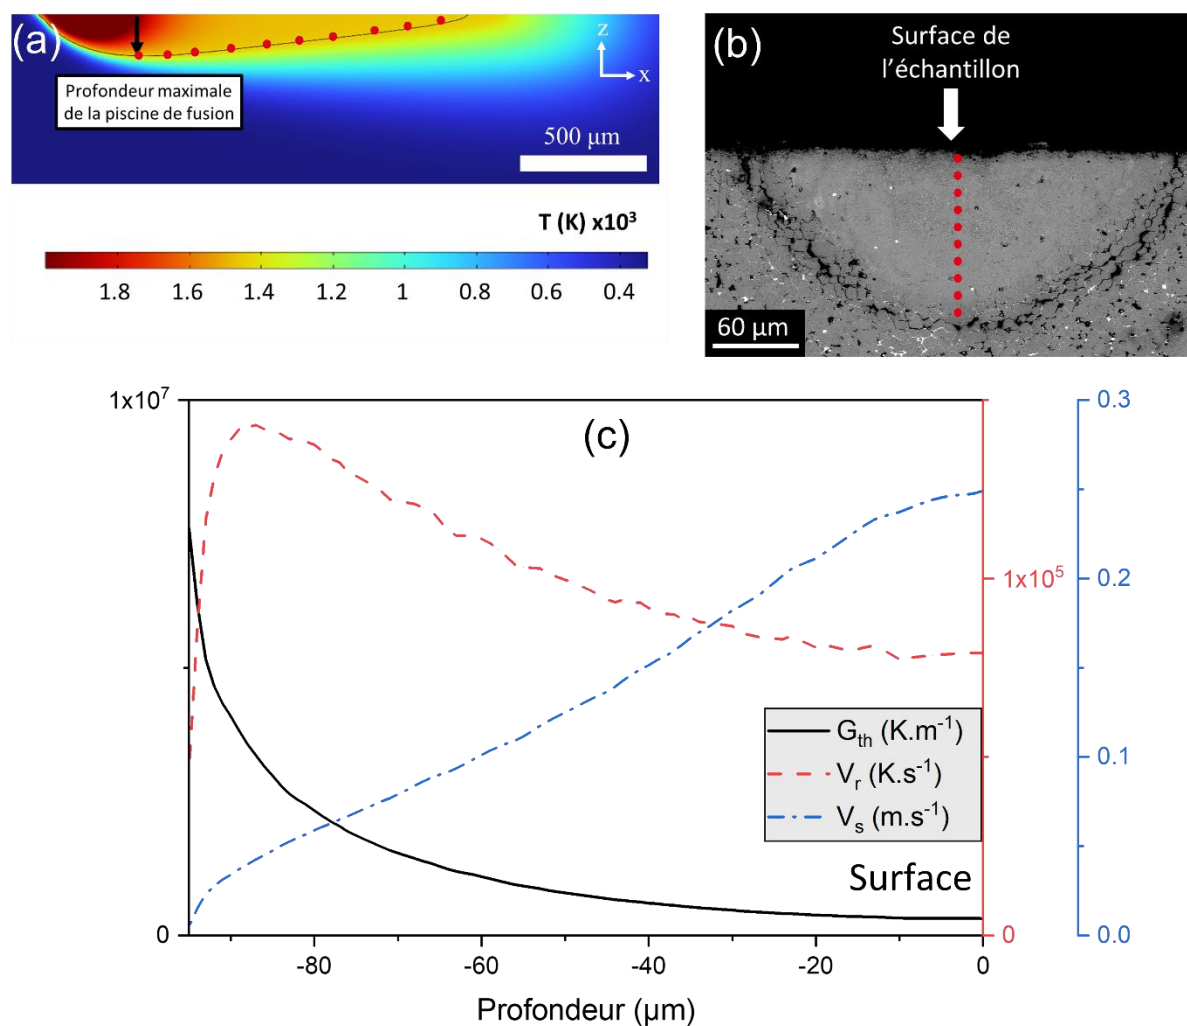 (a)
Profondeur maximale
de la piscine de fusion
z
x
500 µm
T (K) x10³
1.8 1.6 1.4 1.2 1 0.8 0.6 0.4
(b)
Surface de
l'échantillon
60 µm
(c)
1x10⁷
0
1x10⁵
0
0.3
0.2
0.1
0.0
G_th (K.m⁻¹)
V_r (K.s⁻¹)
V_s (m.s⁻¹)
Surface
-80 -60 -40 -20 0
Profondeur (µm)